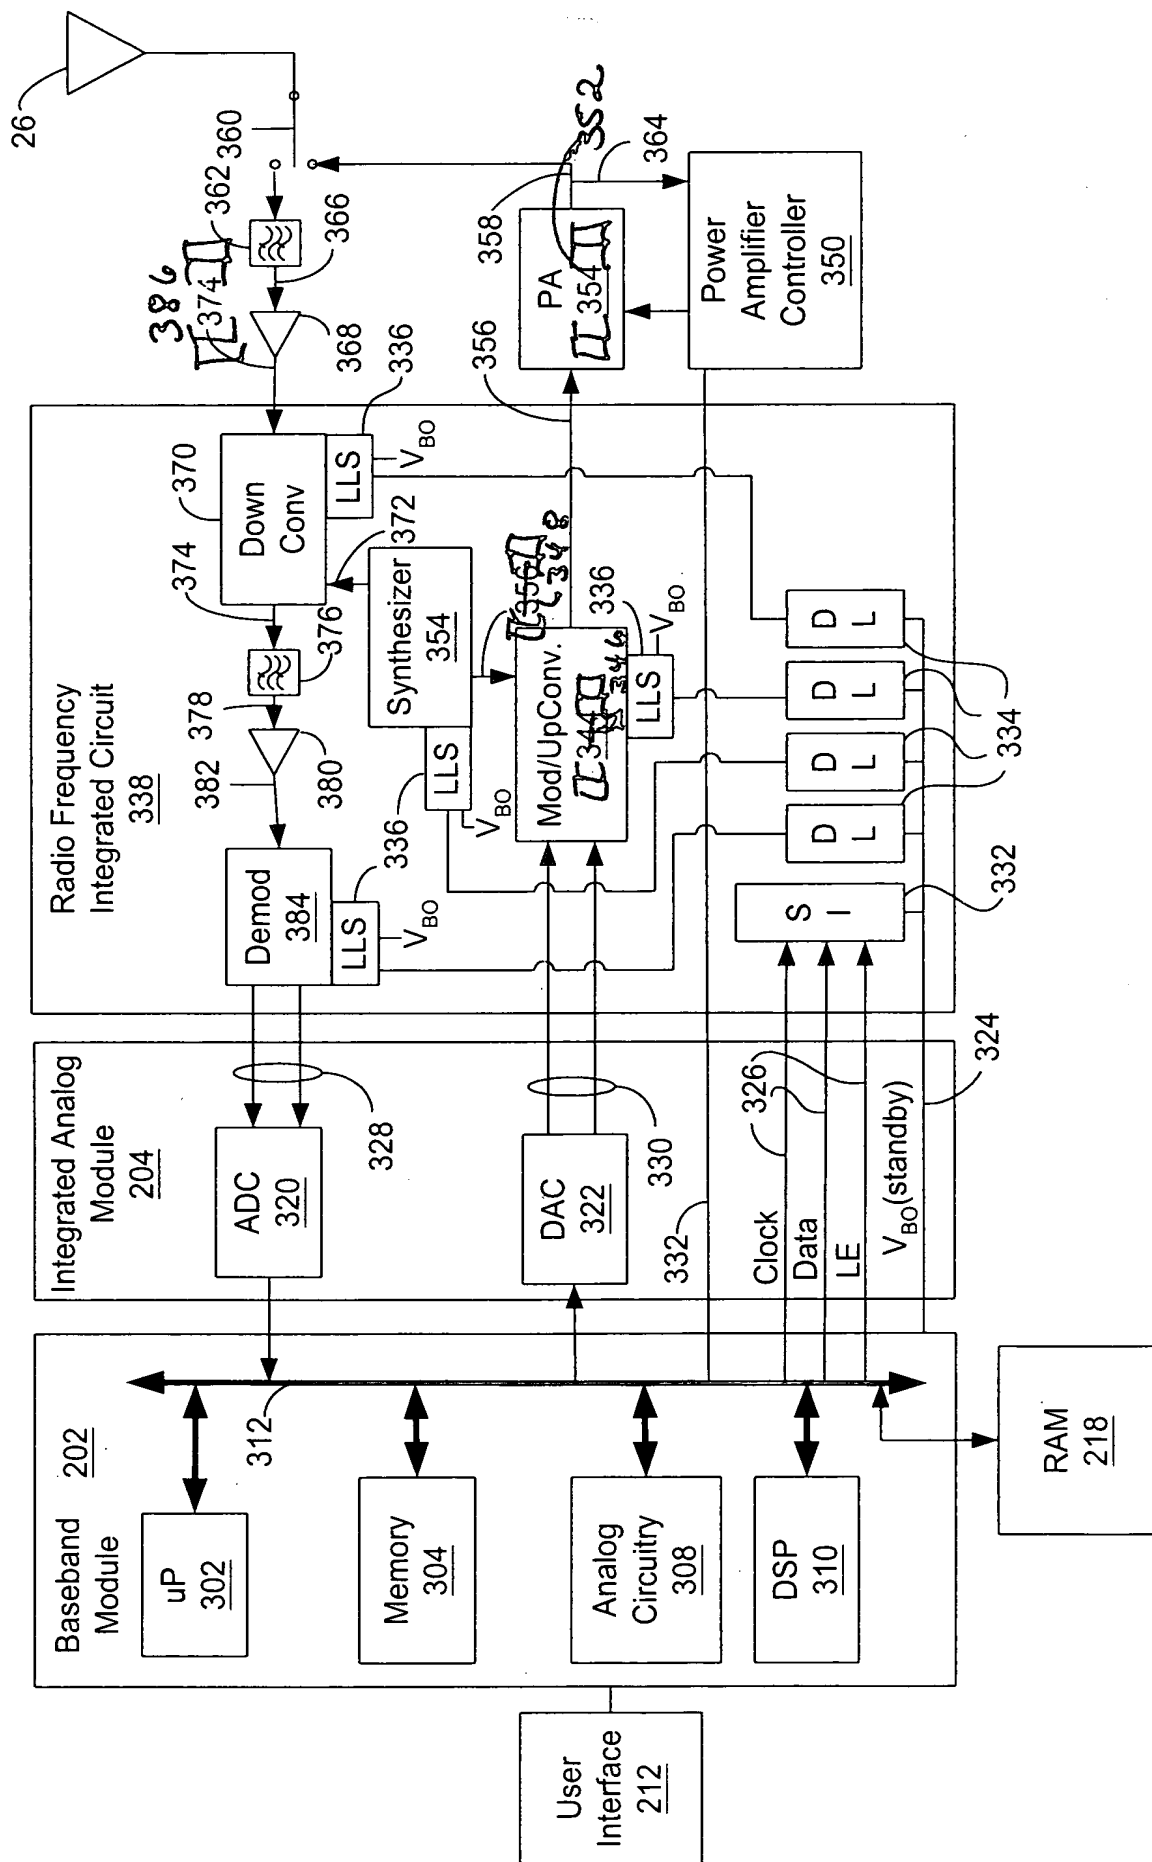 26
360
362
366
386
[374]
368
Radio Frequency
Integrated Circuit
338
370
Down
Conv
LLS
336
VBO
374
376
378
380
382
372
Synthesizer
354
LLS
336
VBO
Demod
384
LLS
336
VBO
[356]
348
Mod/UpConv.
346
LLS
336
VBO
356
PA
[354]
352
358
364
Power
Amplifier
Controller
350
D
L
D
L
D
L
D
L
334
S
I
332
Integrated Analog
Module
204
ADC
320
328
DAC
322
330
332
Clock
Data
LE
326
VBO(standby)
324
Baseband
Module
202
312
uP
302
Memory
304
Analog
Circuitry
308
DSP
310
User
Interface
212
RAM
218